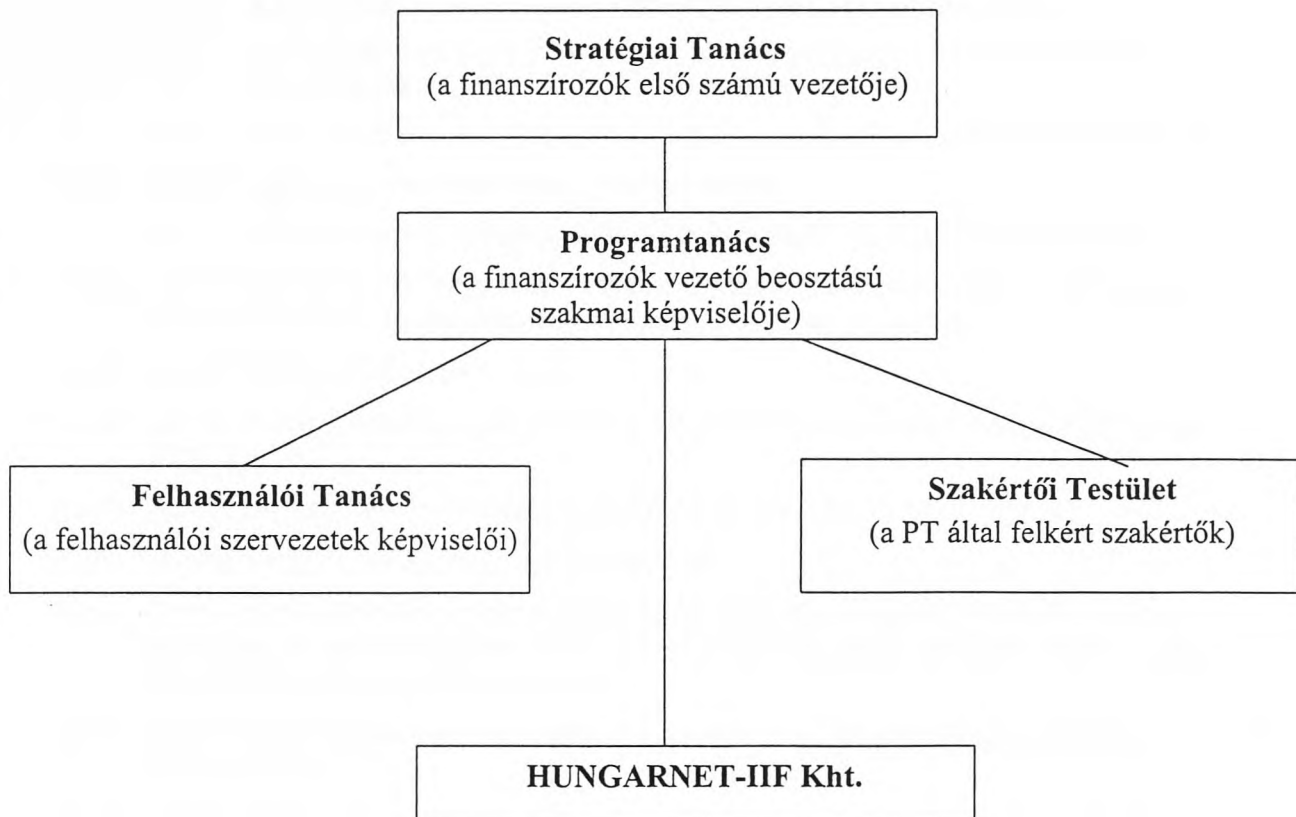 Stratégiai Tanács
(a finanszírozók első számú vezetője)
Programtanács
(a finanszírozók vezető beosztású
szakmai képviselője)
Felhasználói Tanács
(a felhasználói szervezetek képviselői)
Szakértői Testület
(a PT által felkért szakértők)
HUNGARNET-IIF Kht.